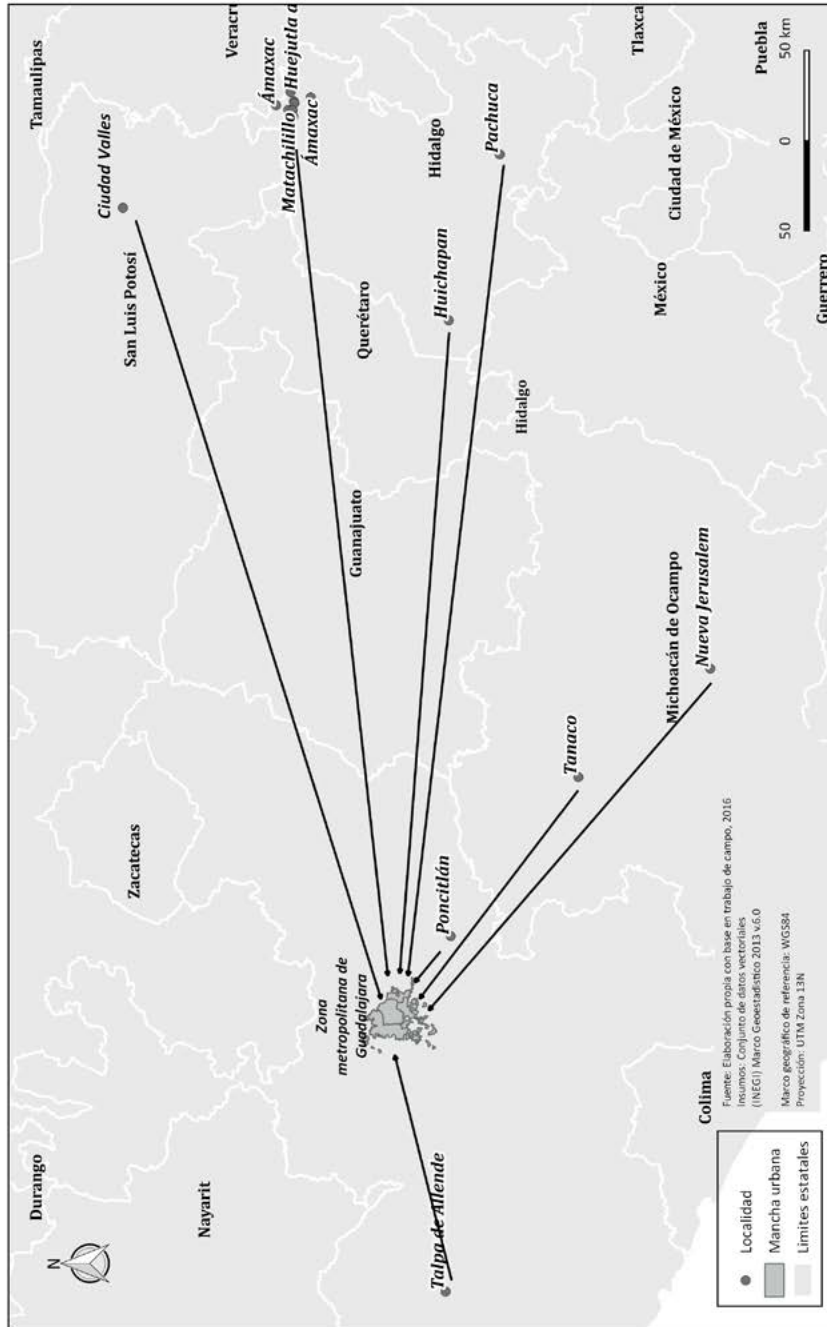 Tamaulipas
Durango
Ciudad Valles
San Luis Potosí
Zacatecas
Nayarit
N
Veracru
Ámaxac
Huejutla d
Matachilillo
Ámaxac
Zona
metropolitana de
Guadalajara
Guanajuato
Querétaro
Hidalgo
Huichapan
Pachuca
Talpa de Allende
Poncitlán
Hidalgo
Tlaxca
Tanaco
México
Ciudad de México
Michoacán de Ocampo
Nueva Jerusalem
Colima
Puebla
Guerrero
50
0
50 km
Localidad
Mancha urbana
Limites estatales
Fuente: Elaboración propia con base en trabajo de campo, 2016
Insumos: Conjunto de datos vectoriales
(INEGI) Marco Geoestadístico 2013 v.6.0
Marco geográfico de referencia: WGS84
Proyección: UTM Zona 13N